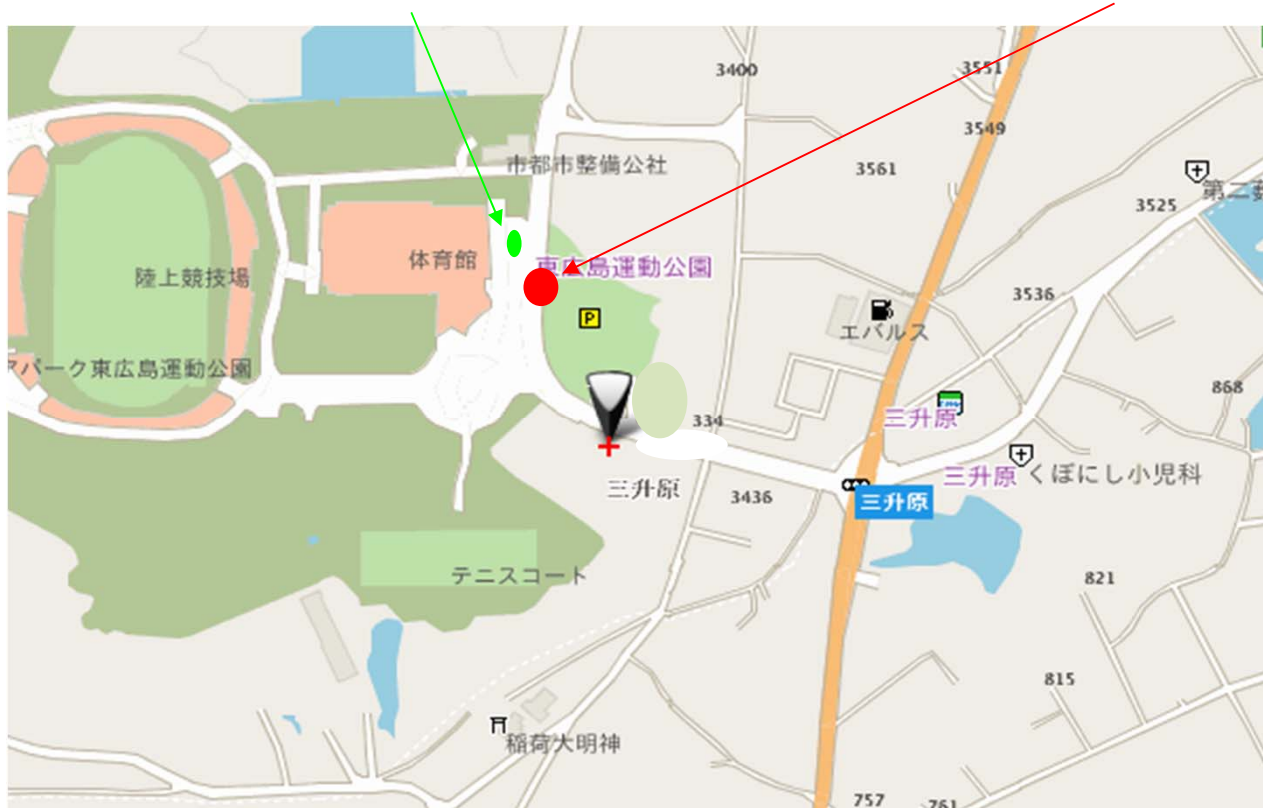 3400
3551
3549
市都市整備公社
3561
3525
体育館
東広島運動公園
陸上競技場
3536
エバルス
パーク東広島運動公園
868
三升原
334
三升原
くぼにし小児科
三升原
3436
三升原
テニスコート
821
815
稲荷大明神
757
761